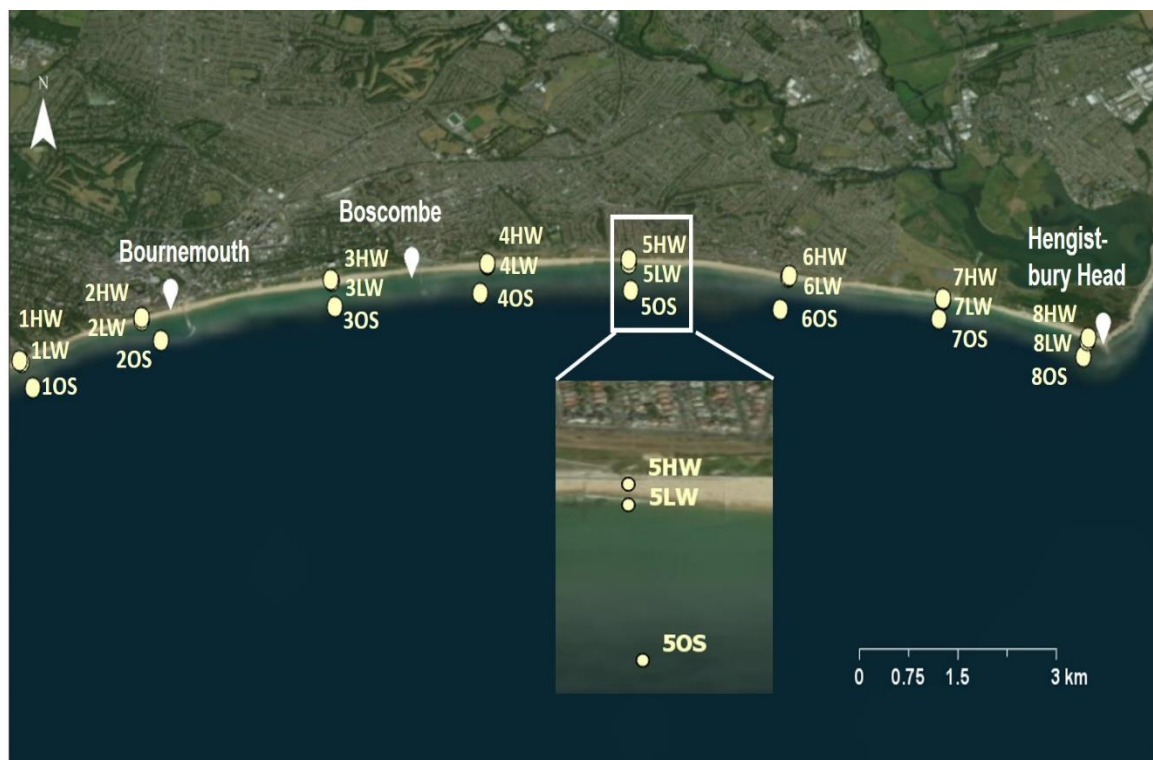 N
Bournemouth
Boscombe
Hengist-
bury Head
1HW
1LW
1OS
2HW
2LW
2OS
3HW
3LW
3OS
4HW
4LW
4OS
5HW
5LW
5OS
6HW
6LW
6OS
7HW
7LW
7OS
8HW
8LW
8OS
5HW
5LW
5OS
0 0.75 1.5 3 km